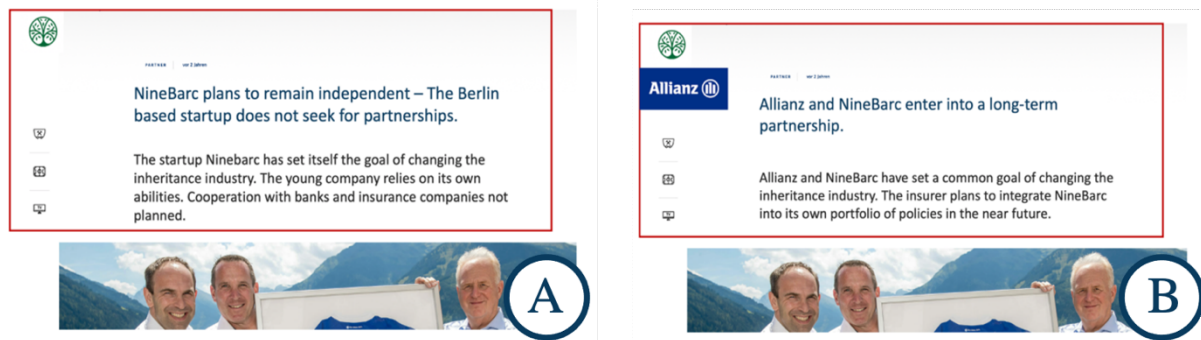 PARTNER | vor 2 Jahren
NineBarc plans to remain independent – The Berlin
based startup does not seek for partnerships.
The startup Ninebarc has set itself the goal of changing the
inheritance industry. The young company relies on its own
abilities. Cooperation with banks and insurance companies not
planned.
A
Allianz
PARTNER | vor 2 Jahren
Allianz and NineBarc enter into a long-term
partnership.
Allianz and NineBarc have set a common goal of changing the
inheritance industry. The insurer plans to integrate NineBarc
into its own portfolio of policies in the near future.
B